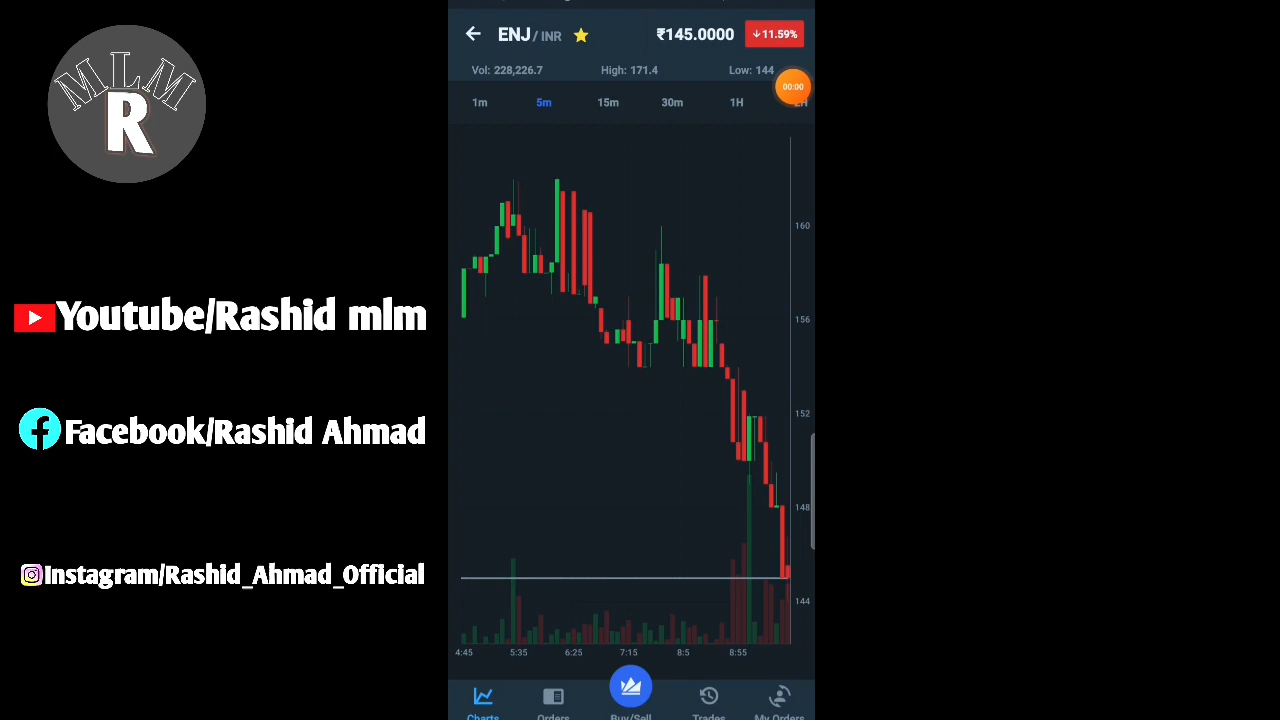 MLM
R
Youtube/Rashid mlm
Facebook/Rashid Ahmad
Instagram/Rashid_Ahmad_Official
ENJ/ INR ₹145.0000 11.59%
Vol: 228,226.7 High: 171.4 Low: 144
00:00
1m 5m 15m 30m 1H 2H
160
156
152
148
144
4:45 5:35 6:25 7:15 8:5 8:55
Charts Orders Buy/Sell Trades My Orders